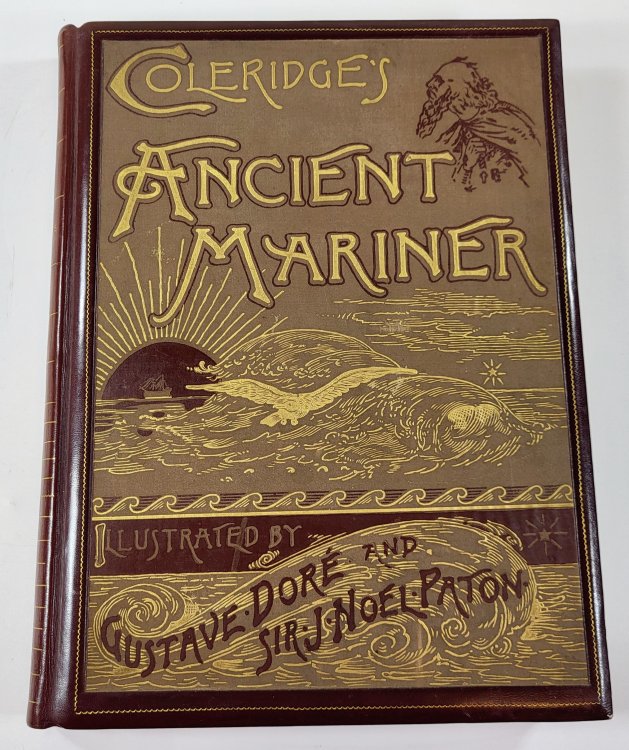 COLERIDGE'S
ANCIENT
MARINER
ILLUSTRATED BY
GUSTAVE·DORÉ AND
SIR·J·NOEL·PATON·